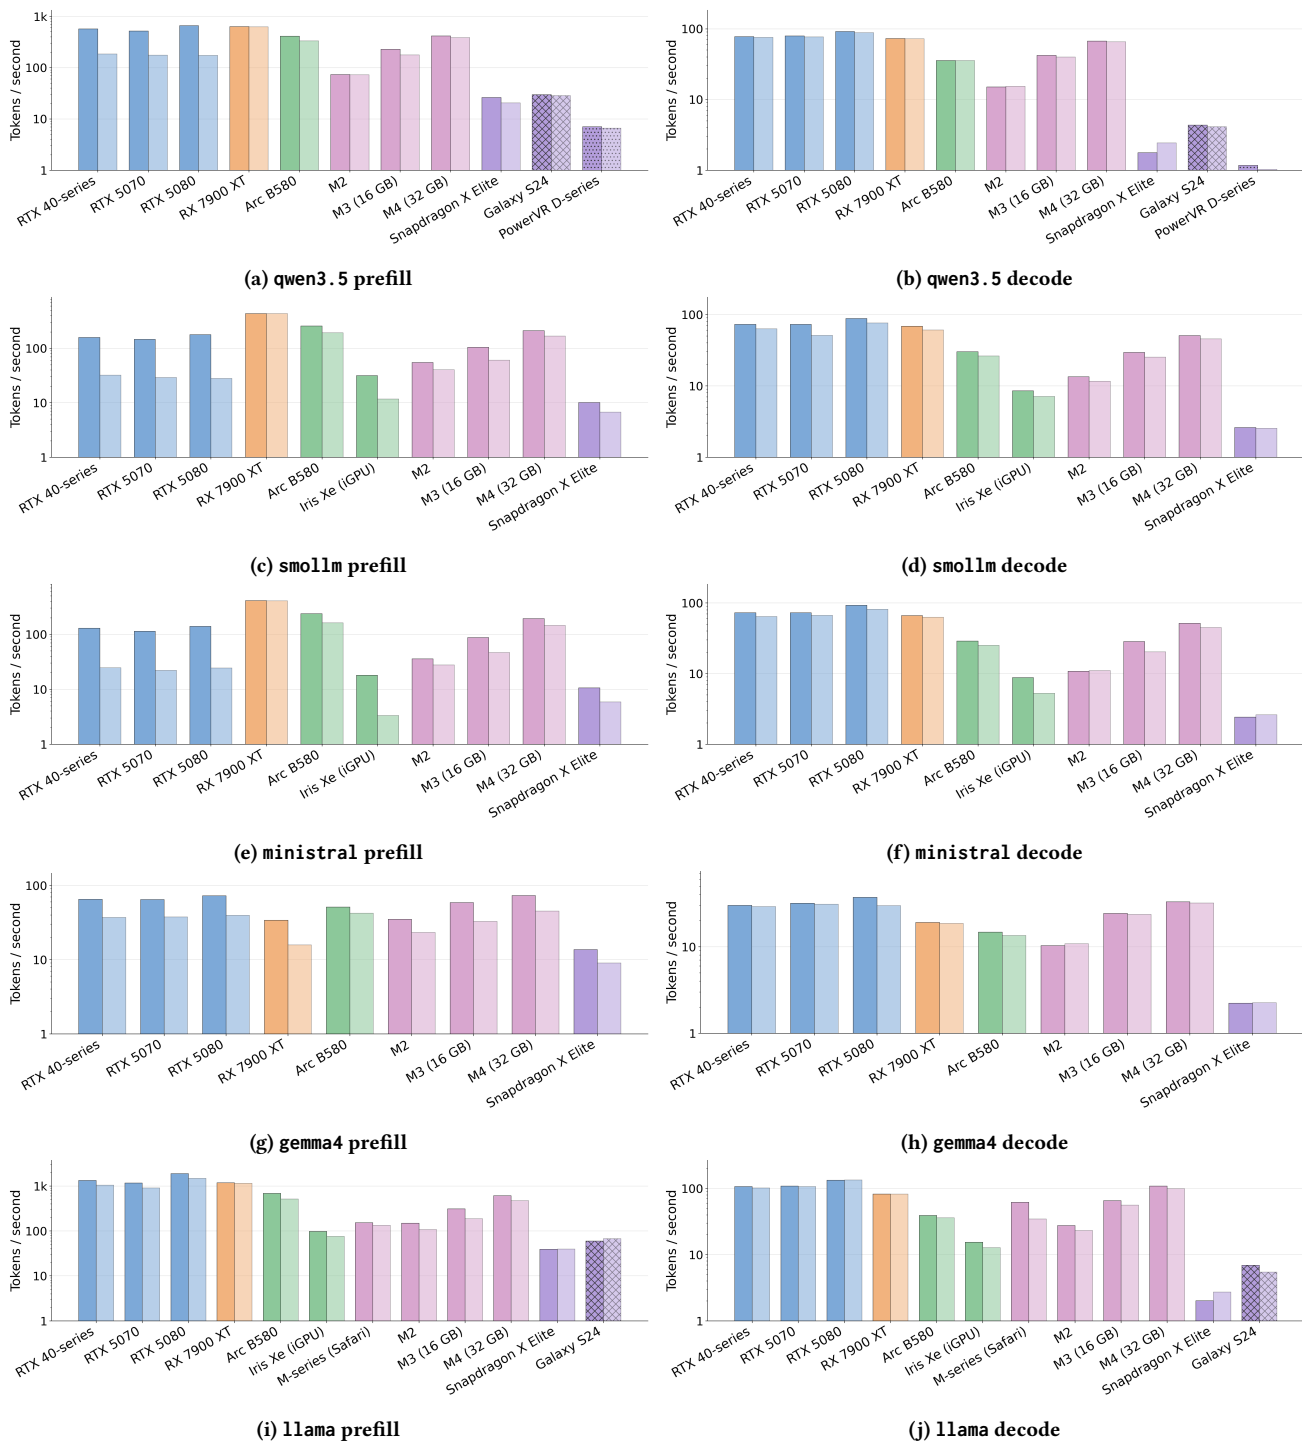 Tokens / second
1k
100
10
1
RTX 40-series
RTX 5070
RTX 5080
RX 7900 XT
Arc B580
M2
M3 (16 GB)
M4 (32 GB)
Snapdragon X Elite
Galaxy S24
PowerVR D-series
(a) qwen3.5 prefill
Tokens / second
100
10
1
RTX 40-series
RTX 5070
RTX 5080
RX 7900 XT
Arc B580
M2
M3 (16 GB)
M4 (32 GB)
Snapdragon X Elite
Galaxy S24
PowerVR D-series
(b) qwen3.5 decode
Tokens / second
100
10
1
RTX 40-series
RTX 5070
RTX 5080
RX 7900 XT
Arc B580
Iris Xe (iGPU)
M2
M3 (16 GB)
M4 (32 GB)
Snapdragon X Elite
(c) smollm prefill
Tokens / second
100
10
1
RTX 40-series
RTX 5070
RTX 5080
RX 7900 XT
Arc B580
Iris Xe (iGPU)
M2
M3 (16 GB)
M4 (32 GB)
Snapdragon X Elite
(d) smollm decode
Tokens / second
100
10
1
RTX 40-series
RTX 5070
RTX 5080
RX 7900 XT
Arc B580
Iris Xe (iGPU)
M2
M3 (16 GB)
M4 (32 GB)
Snapdragon X Elite
(e) ministral prefill
Tokens / second
100
10
1
RTX 40-series
RTX 5070
RTX 5080
RX 7900 XT
Arc B580
Iris Xe (iGPU)
M2
M3 (16 GB)
M4 (32 GB)
Snapdragon X Elite
(f) ministral decode
Tokens / second
100
10
1
RTX 40-series
RTX 5070
RTX 5080
RX 7900 XT
Arc B580
M2
M3 (16 GB)
M4 (32 GB)
Snapdragon X Elite
(g) gemma4 prefill
Tokens / second
10
1
RTX 40-series
RTX 5070
RTX 5080
RX 7900 XT
Arc B580
M2
M3 (16 GB)
M4 (32 GB)
Snapdragon X Elite
(h) gemma4 decode
Tokens / second
1k
100
10
1
RTX 40-series
RTX 5070
RTX 5080
RX 7900 XT
Arc B580
Iris Xe (iGPU)
M-series (Safari)
M2
M3 (16 GB)
M4 (32 GB)
Snapdragon X Elite
Galaxy S24
(i) llama prefill
Tokens / second
100
10
1
RTX 40-series
RTX 5070
RTX 5080
RX 7900 XT
Arc B580
Iris Xe (iGPU)
M-series (Safari)
M2
M3 (16 GB)
M4 (32 GB)
Snapdragon X Elite
Galaxy S24
(j) llama decode